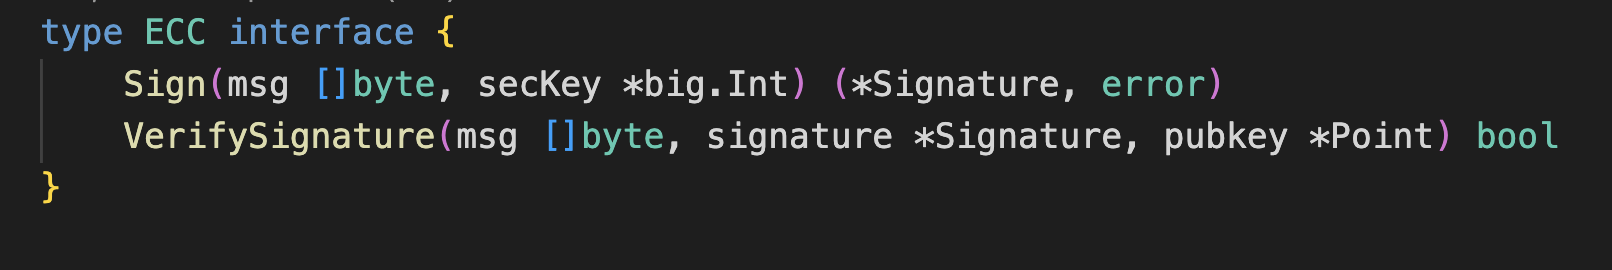 type ECC interface {
    Sign(msg []byte, secKey *big.Int) (*Signature, error)
    VerifySignature(msg []byte, signature *Signature, pubkey *Point) bool
}